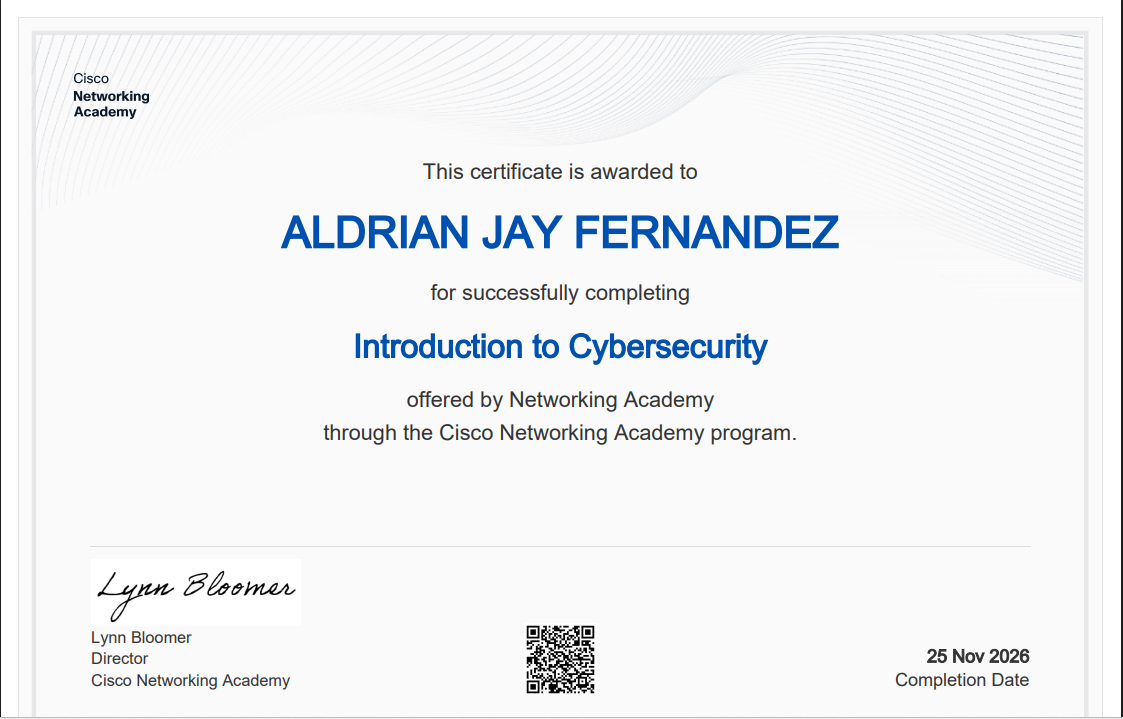 Cisco
Networking
Academy
This certificate is awarded to
ALDRIAN JAY FERNANDEZ
for successfully completing
Introduction to Cybersecurity
offered by Networking Academy
through the Cisco Networking Academy program.
Lynn Bloomer
Lynn Bloomer
Director
Cisco Networking Academy
25 Nov 2026
Completion Date